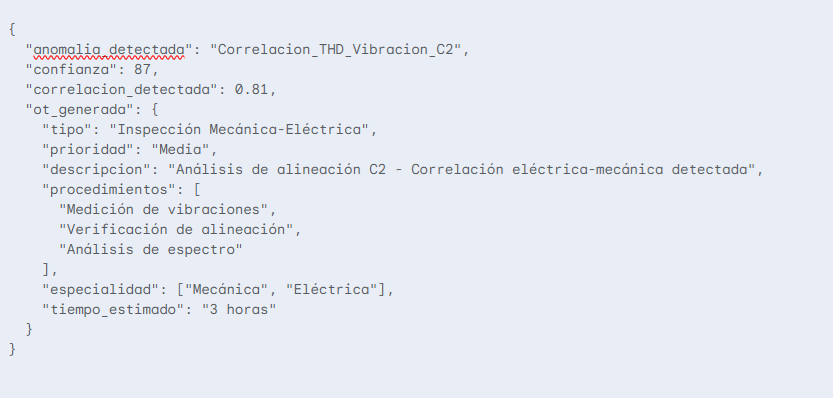 {
  "anomalia_detectada": "Correlacion_THD_Vibracion_C2",
  "confianza": 87,
  "correlacion_detectada": 0.81,
  "ot_generada": {
    "tipo": "Inspección Mecánica-Eléctrica",
    "prioridad": "Media",
    "descripcion": "Análisis de alineación C2 - Correlación eléctrica-mecánica detectada",
    "procedimientos": [
      "Medición de vibraciones",
      "Verificación de alineación",
      "Análisis de espectro"
    ],
    "especialidad": ["Mecánica", "Eléctrica"],
    "tiempo_estimado": "3 horas"
  }
}